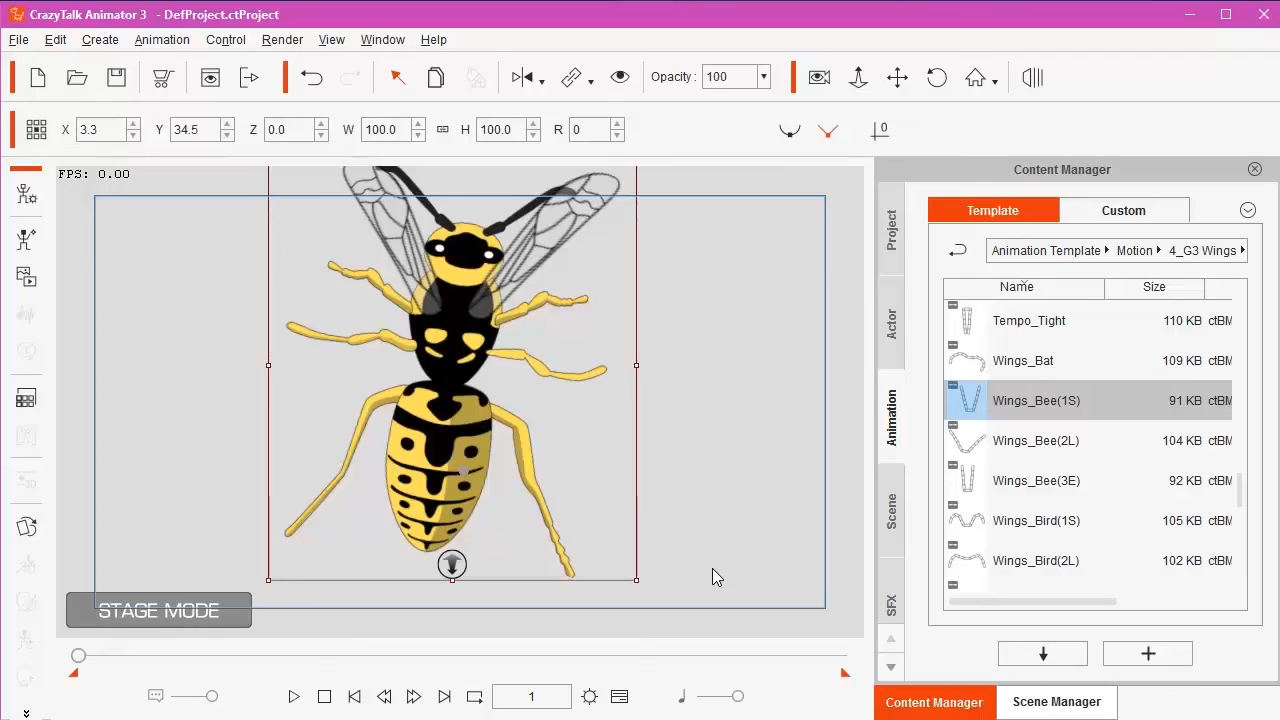 CrazyTalk Animator 3 - DefProject.ctProject
File Edit Create Animation Control Render View Window Help
Opacity : 100
X 3.3 Y 34.5 Z 0.0 W 100.0 H 100.0 R 0
0
FPS: 0.00
STAGE MODE
1
Content Manager
Template Custom
Animation Template Motion 4_G3 Wings
Name Size
Tempo_Tight 110 KB ctBM
Wings_Bat 109 KB ctBM
Wings_Bee(1S) 91 KB ctBM
Wings_Bee(2L) 104 KB ctBM
Wings_Bee(3E) 92 KB ctBM
Wings_Bird(1S) 105 KB ctBM
Wings_Bird(2L) 102 KB ctBM
Project
Actor
Animation
Scene
SFX
Content Manager Scene Manager